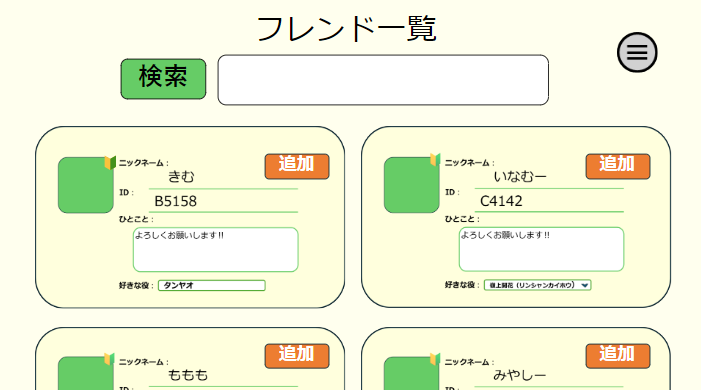 フレンド一覧
検索
ニックネーム：
追加
きむ
ID：
B5158
ひとこと：
よろしくお願いします!!
好きな役：
タンヤオ
ニックネーム：
追加
いなむー
ID：
C4142
ひとこと：
よろしくお願いします!!
好きな役：
嶺上開花（リンシャンカイホウ）
ニックネーム：
追加
ももも
ID：
ニックネーム：
追加
みやしー
ID：